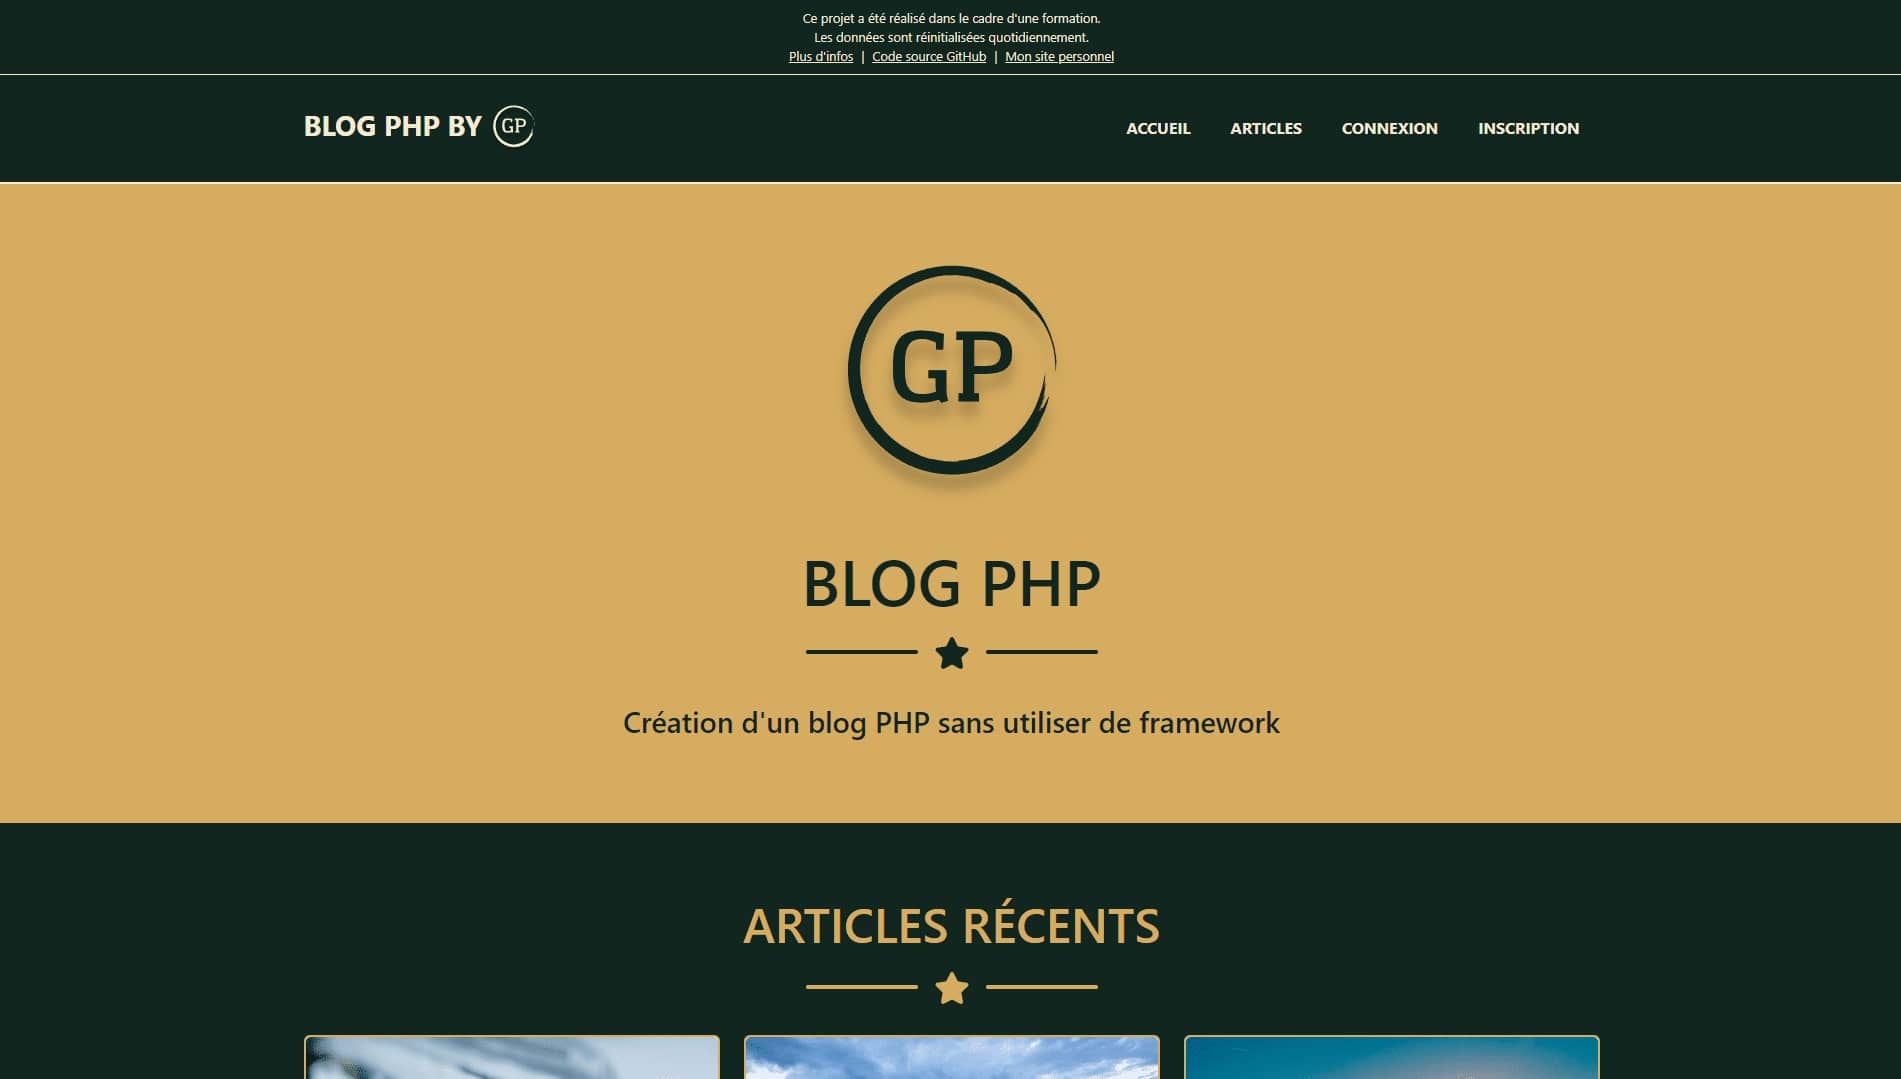 Ce projet a été réalisé dans le cadre d'une formation.
Les données sont réinitialisées quotidiennement.
Plus d'infos | Code source GitHub | Mon site personnel
BLOG PHP BY GP
ACCUEIL ARTICLES CONNEXION INSCRIPTION
GP
BLOG PHP
Création d'un blog PHP sans utiliser de framework
ARTICLES RÉCENTS